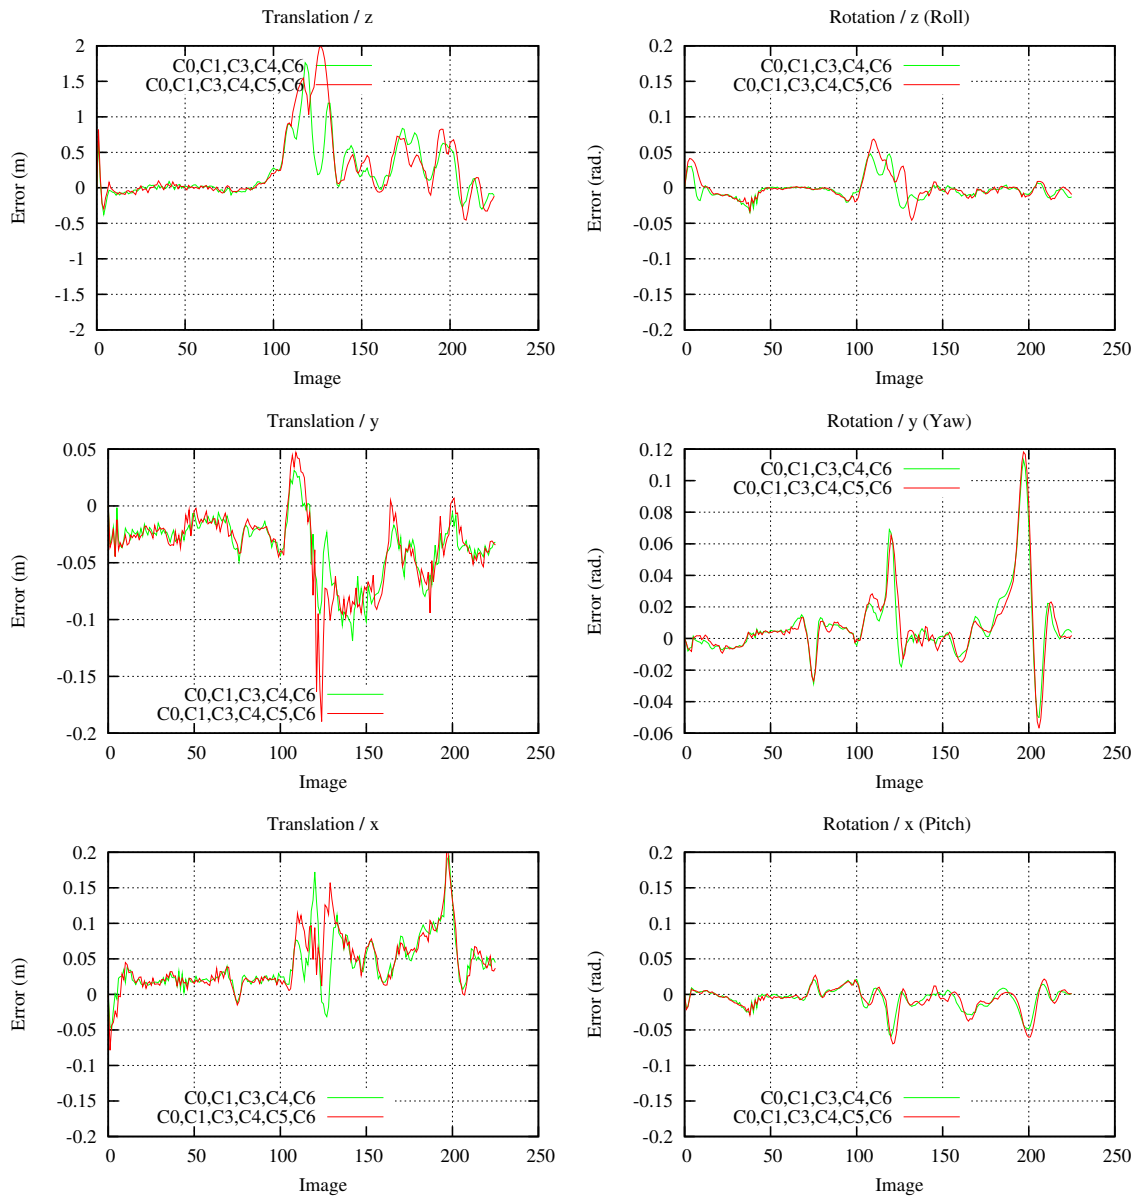 Translation / z
Error (m)
2
1.5
1
0.5
0
-0.5
-1
-1.5
-2
C0,C1,C3,C4,C6
C0,C1,C3,C4,C5,C6
0 50 100 150 200 250
Image
Rotation / z (Roll)
Error (rad.)
0.2
0.15
0.1
0.05
0
-0.05
-0.1
-0.15
-0.2
C0,C1,C3,C4,C6
C0,C1,C3,C4,C5,C6
0 50 100 150 200 250
Image
Translation / y
Error (m)
0.05
0
-0.05
-0.1
-0.15
-0.2
C0,C1,C3,C4,C6
C0,C1,C3,C4,C5,C6
0 50 100 150 200 250
Image
Rotation / y (Yaw)
Error (rad.)
0.12
0.1
0.08
0.06
0.04
0.02
0
-0.02
-0.04
-0.06
C0,C1,C3,C4,C6
C0,C1,C3,C4,C5,C6
0 50 100 150 200 250
Image
Translation / x
Error (m)
0.2
0.15
0.1
0.05
0
-0.05
-0.1
-0.15
-0.2
C0,C1,C3,C4,C6
C0,C1,C3,C4,C5,C6
0 50 100 150 200 250
Image
Rotation / x (Pitch)
Error (rad.)
0.2
0.15
0.1
0.05
0
-0.05
-0.1
-0.15
-0.2
C0,C1,C3,C4,C6
C0,C1,C3,C4,C5,C6
0 50 100 150 200 250
Image